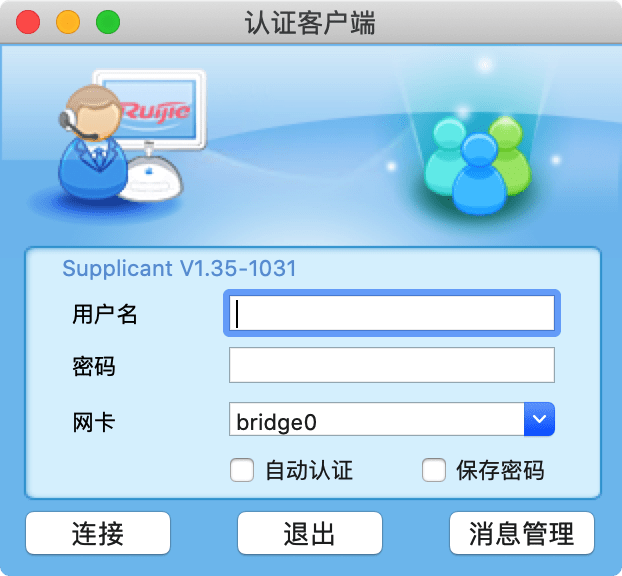 认证客户端
Ruijie
Supplicant V1.35-1031
用户名
密码
网卡 bridge0
自动认证 保存密码
连接 退出 消息管理